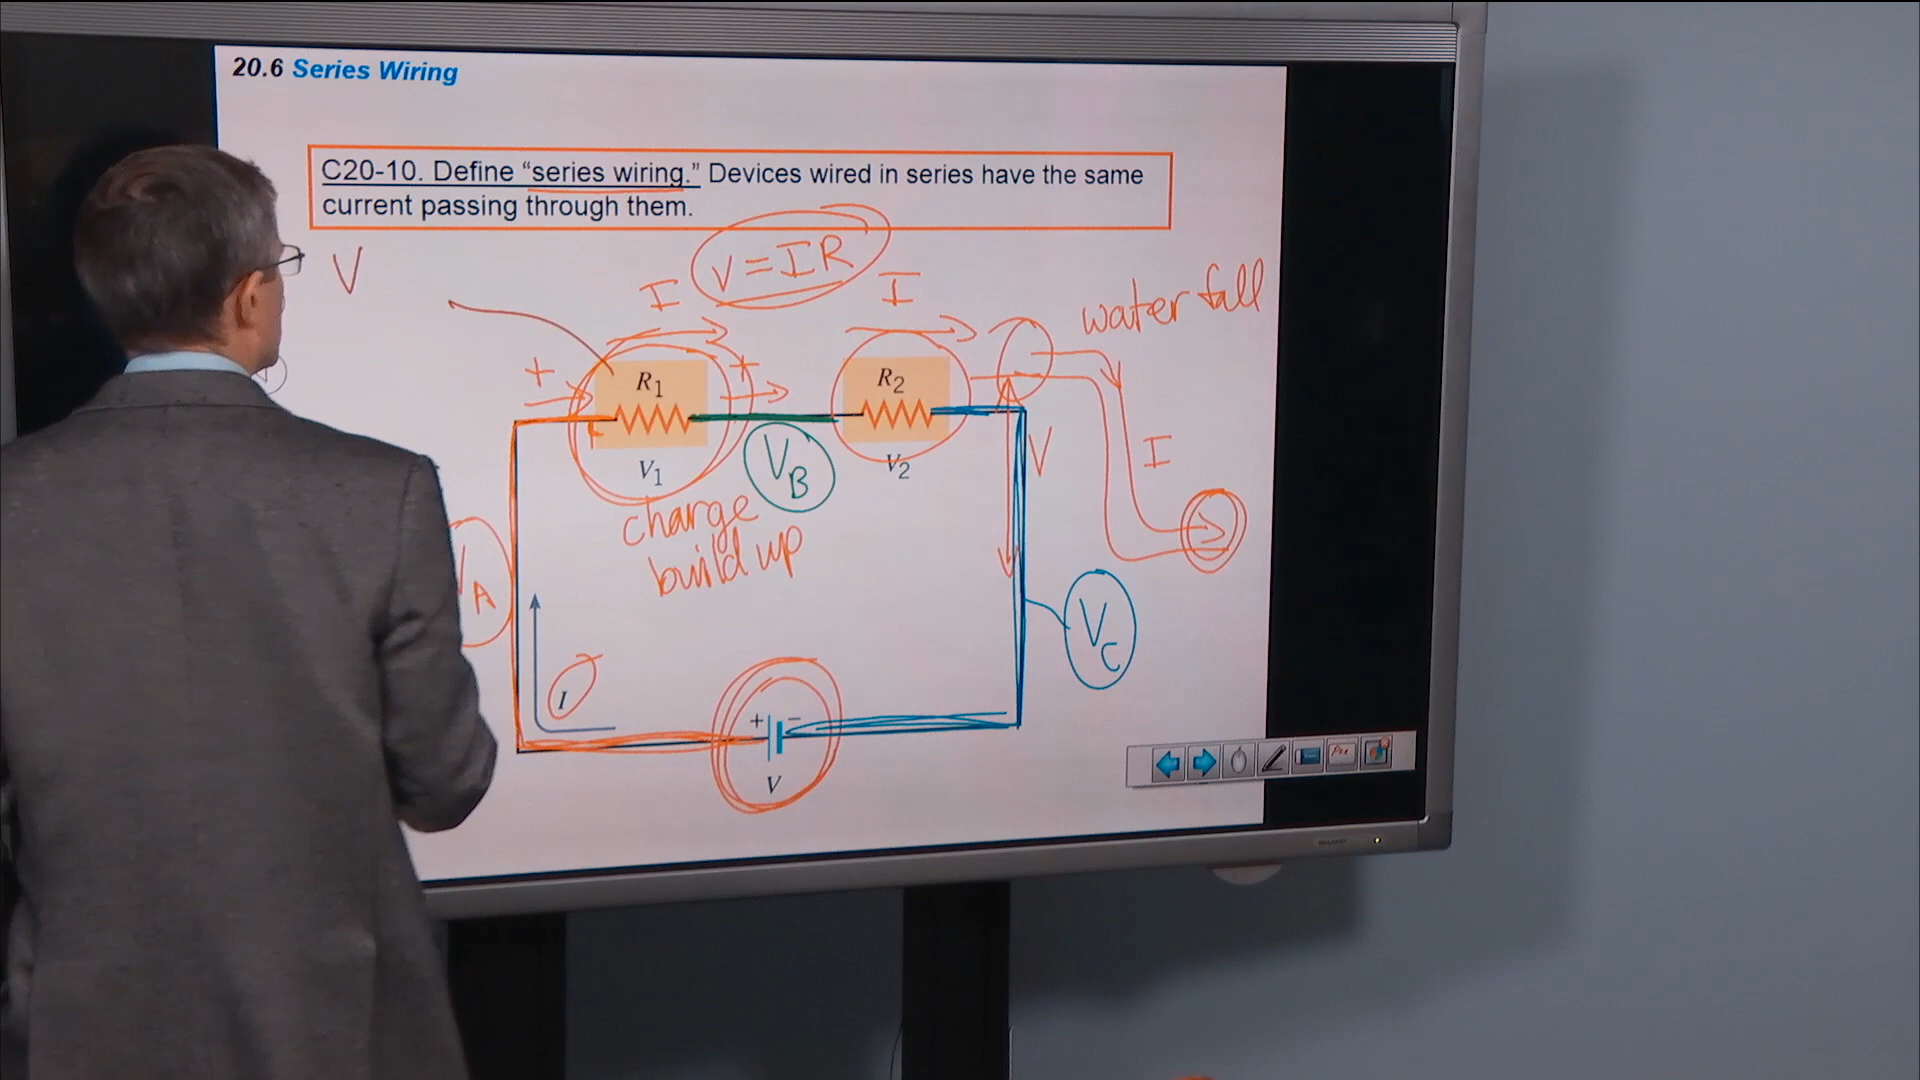 20.6 Series Wiring
C20-10. Define “series wiring.” Devices wired in series have the same
current passing through them.
V
V = IR
I
I
water fall
+
+
R1
R2
V1
VB
V2
V
I
charge
build up
VA
I
VC
+ −
V
Pen